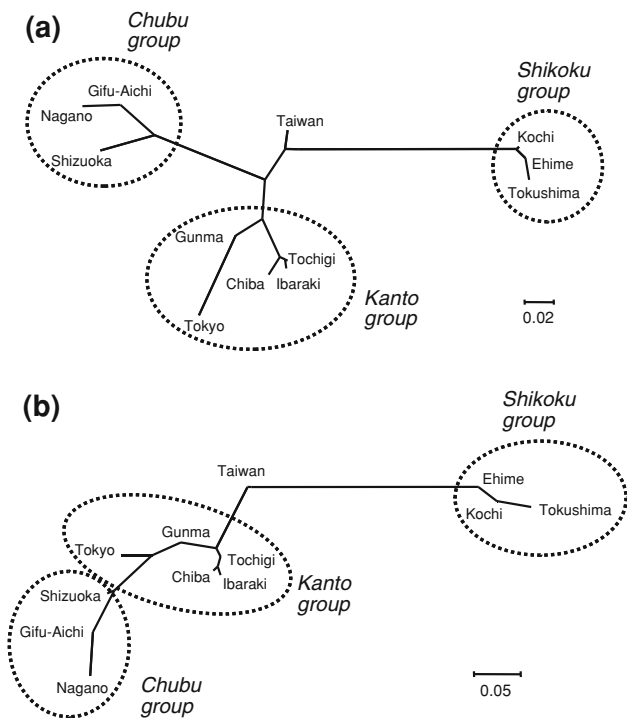 (a)
Chubu
group
Gifu-Aichi
Nagano
Shizuoka
Taiwan
Shikoku
group
Kochi
Ehime
Tokushima
Gunma
Tochigi
Chiba
Ibaraki
Tokyo
Kanto
group
0.02
(b)
Shikoku
group
Taiwan
Ehime
Kochi
Tokushima
Gunma
Tokyo
Tochigi
Chiba
Ibaraki
Kanto
group
Shizuoka
Gifu-Aichi
Nagano
Chubu
group
0.05